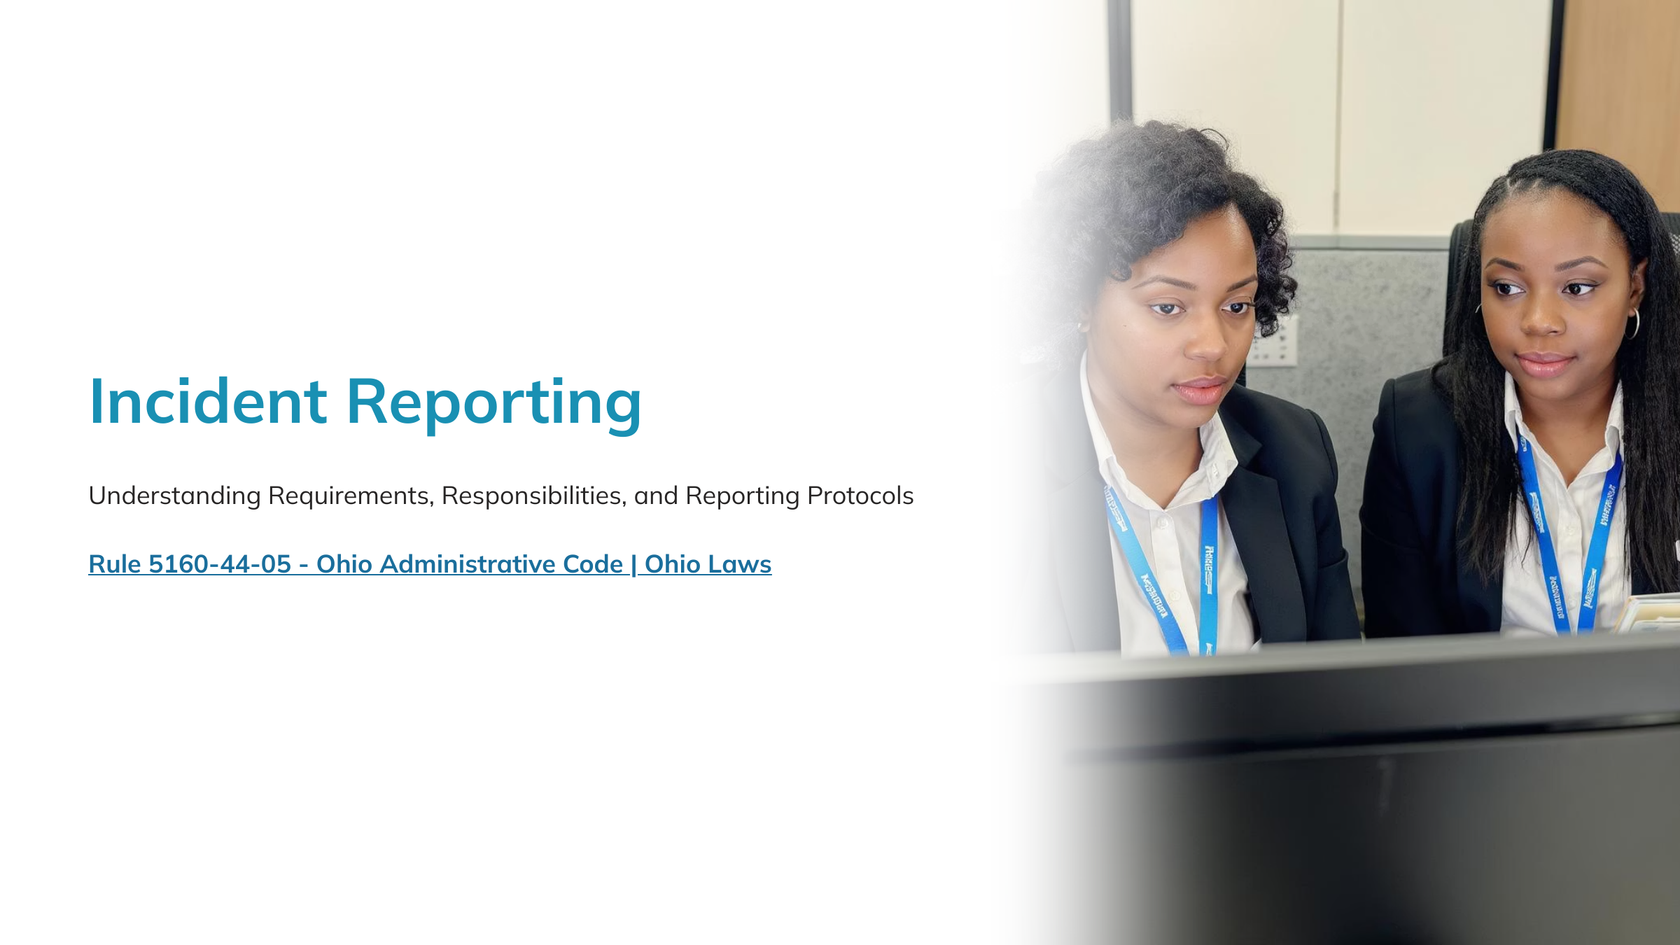 Incident Reporting
Understanding Requirements, Responsibilities, and Reporting Protocols
Rule 5160-44-05 - Ohio Administrative Code | Ohio Laws